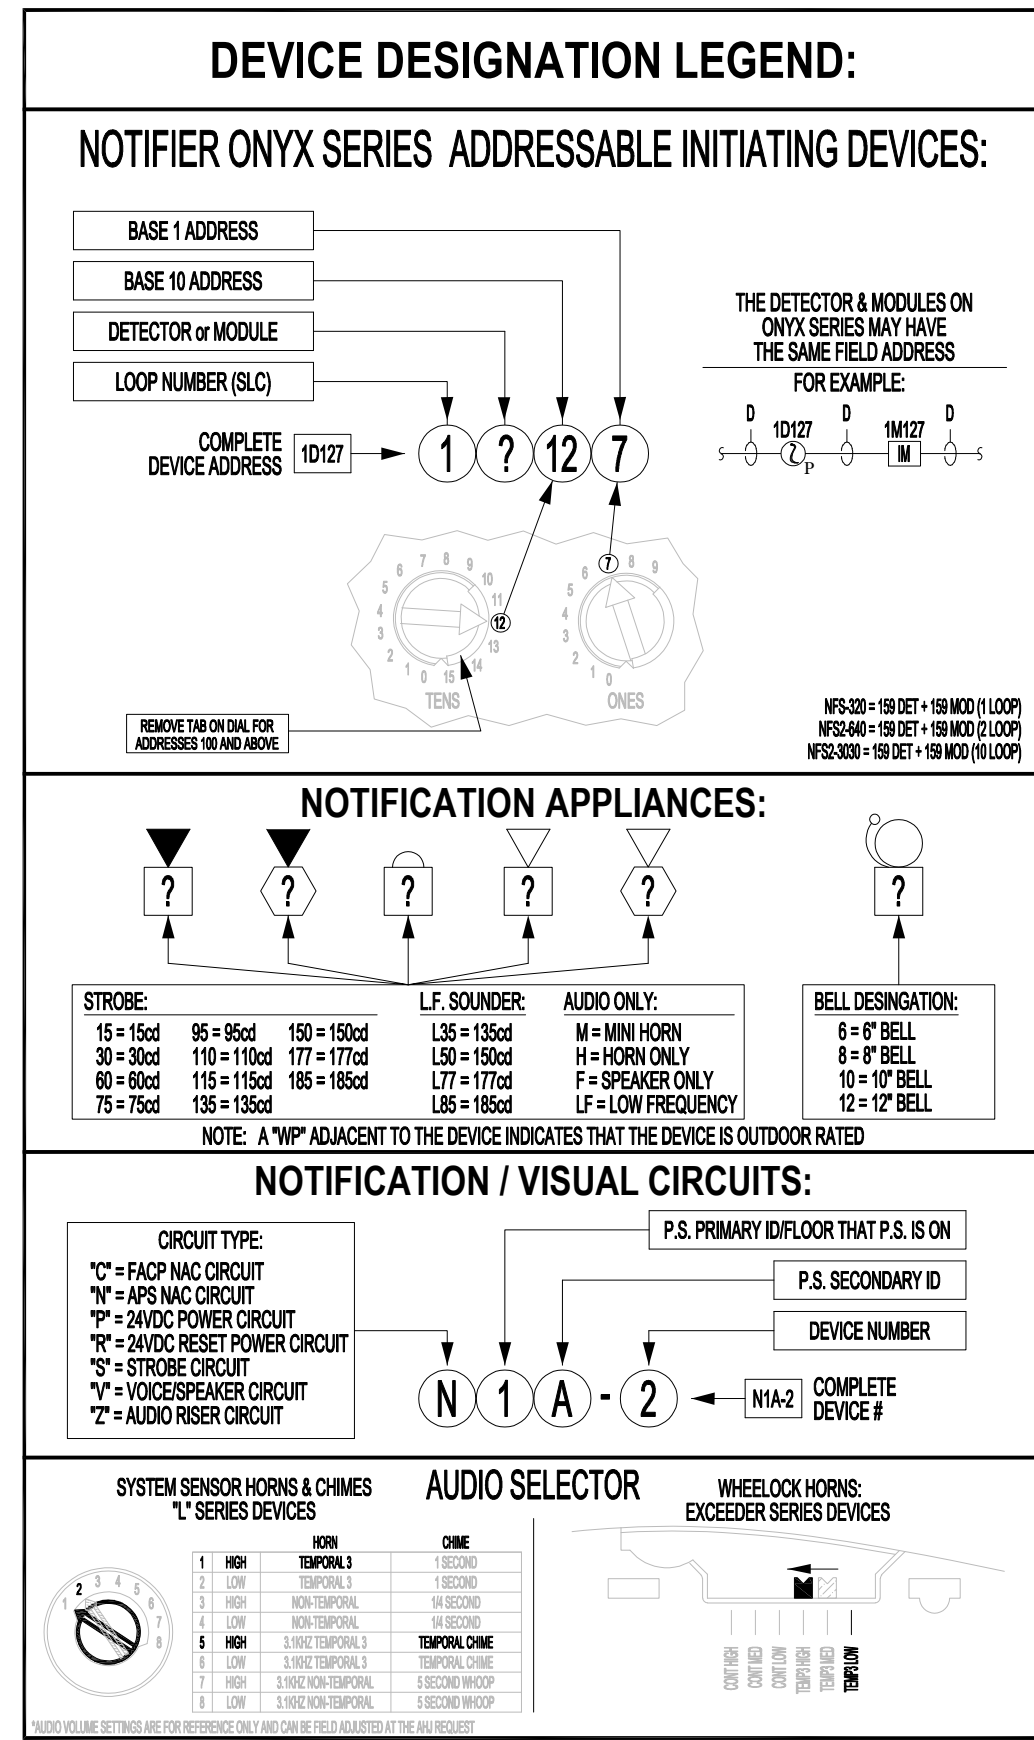 DEVICE DESIGNATION LEGEND:
NOTIFIER ONYX SERIES ADDRESSABLE INITIATING DEVICES:
BASE 1 ADDRESS
BASE 10 ADDRESS
DETECTOR or MODULE
LOOP NUMBER (SLC)
COMPLETE
DEVICE ADDRESS
1D127
1 ? 12 7
THE DETECTOR & MODULES ON
ONYX SERIES MAY HAVE
THE SAME FIELD ADDRESS
FOR EXAMPLE:
D D D
1D127 1M127
P
IM
0 1 2 3 4 5 6 7 8 9 10 11 12 13 14 15
TENS
0 1 2 3 4 5 6 7 8 9
ONES
REMOVE TAB ON DIAL FOR
ADDRESSES 100 AND ABOVE
NFS-320 = 159 DET + 159 MOD (1 LOOP)
NFS2-640 = 159 DET + 159 MOD (2 LOOP)
NFS2-3030 = 159 DET + 159 MOD (10 LOOP)
NOTIFICATION APPLIANCES:
? ? ? ? ? ?
STROBE:
15 = 15cd 95 = 95cd 150 = 150cd
30 = 30cd 110 = 110cd 177 = 177cd
60 = 60cd 115 = 115cd 185 = 185cd
75 = 75cd 135 = 135cd
L.F. SOUNDER:
L35 = 135cd
L50 = 150cd
L77 = 177cd
L85 = 185cd
AUDIO ONLY:
M = MINI HORN
H = HORN ONLY
F = SPEAKER ONLY
LF = LOW FREQUENCY
BELL DESINGATION:
6 = 6" BELL
8 = 8" BELL
10 = 10" BELL
12 = 12" BELL
NOTE: A "WP" ADJACENT TO THE DEVICE INDICATES THAT THE DEVICE IS OUTDOOR RATED
NOTIFICATION / VISUAL CIRCUITS:
CIRCUIT TYPE:
"C" = FACP NAC CIRCUIT
"N" = APS NAC CIRCUIT
"P" = 24VDC POWER CIRCUIT
"R" = 24VDC RESET POWER CIRCUIT
"S" = STROBE CIRCUIT
"V" = VOICE/SPEAKER CIRCUIT
"Z" = AUDIO RISER CIRCUIT
P.S. PRIMARY ID/FLOOR THAT P.S. IS ON
P.S. SECONDARY ID
DEVICE NUMBER
N 1 A - 2
N1A-2
COMPLETE
DEVICE #
AUDIO SELECTOR
SYSTEM SENSOR HORNS & CHIMES
"L" SERIES DEVICES
1 2 3 4 5 6 7 8
HORN CHIME
1 HIGH TEMPORAL 3 1 SECOND
2 LOW TEMPORAL 3 1 SECOND
3 HIGH NON-TEMPORAL 1/4 SECOND
4 LOW NON-TEMPORAL 1/4 SECOND
5 HIGH 3.1KHZ TEMPORAL 3 TEMPORAL CHIME
6 LOW 3.1KHZ TEMPORAL 3 TEMPORAL CHIME
7 HIGH 3.1KHZ NON-TEMPORAL 5 SECOND WHOOP
8 LOW 3.1KHZ NON-TEMPORAL 5 SECOND WHOOP
*AUDIO VOLUME SETTINGS ARE FOR REFERENCE ONLY AND CAN BE FIELD ADJUSTED AT THE AHJ REQUEST
WHEELOCK HORNS:
EXCEEDER SERIES DEVICES
CONT HIGH
CONT MED
CONT LOW
TEMP3 HIGH
TEMP3 MED
TEMP3 LOW